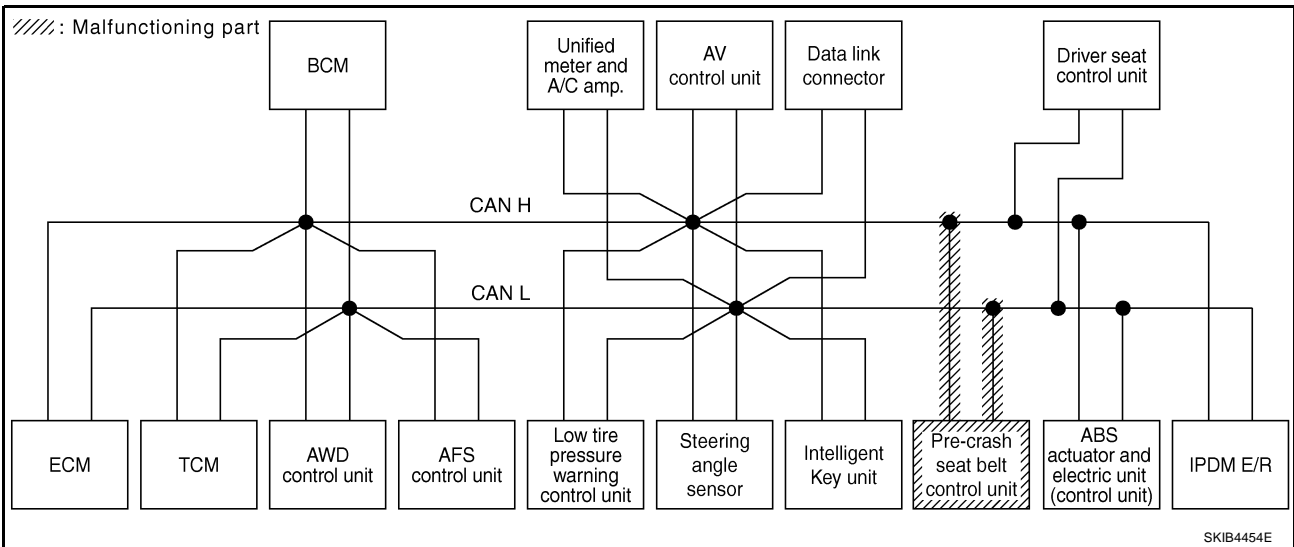 : Malfunctioning part
BCM
Unified
meter and
A/C amp.
AV
control unit
Data link
connector
Driver seat
control unit
CAN H
CAN L
ECM
TCM
AWD
control unit
AFS
control unit
Low tire
pressure
warning
control unit
Steering
angle
sensor
Intelligent
Key unit
Pre-crash
seat belt
control unit
ABS
actuator and
electric unit
(control unit)
IPDM E/R
SKIB4454E